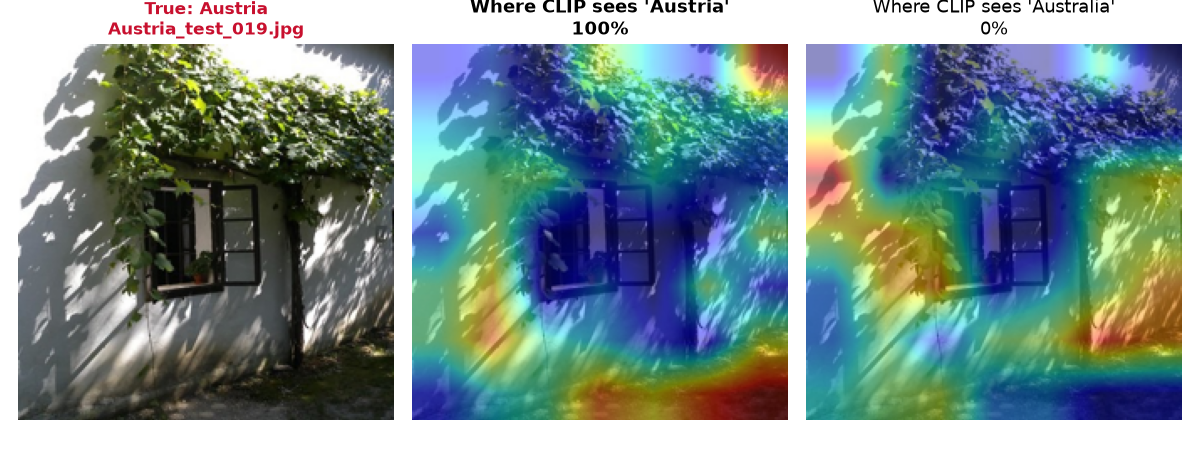 True: Austria
Austria_test_019.jpg
Where CLIP sees 'Austria'
100%
Where CLIP sees 'Australia'
0%